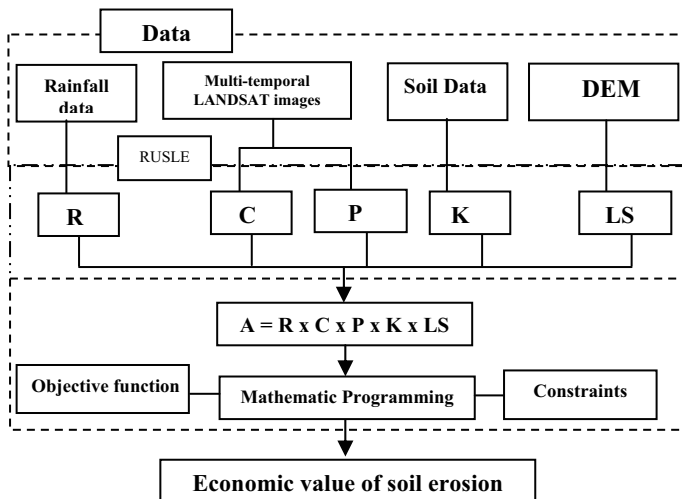 Data
Rainfall
data
Multi-temporal
LANDSAT images
Soil Data
DEM
RUSLE
R
C
P
K
LS
A = R x C x P x K x LS
Objective function
Mathematic Programming
Constraints
Economic value of soil erosion